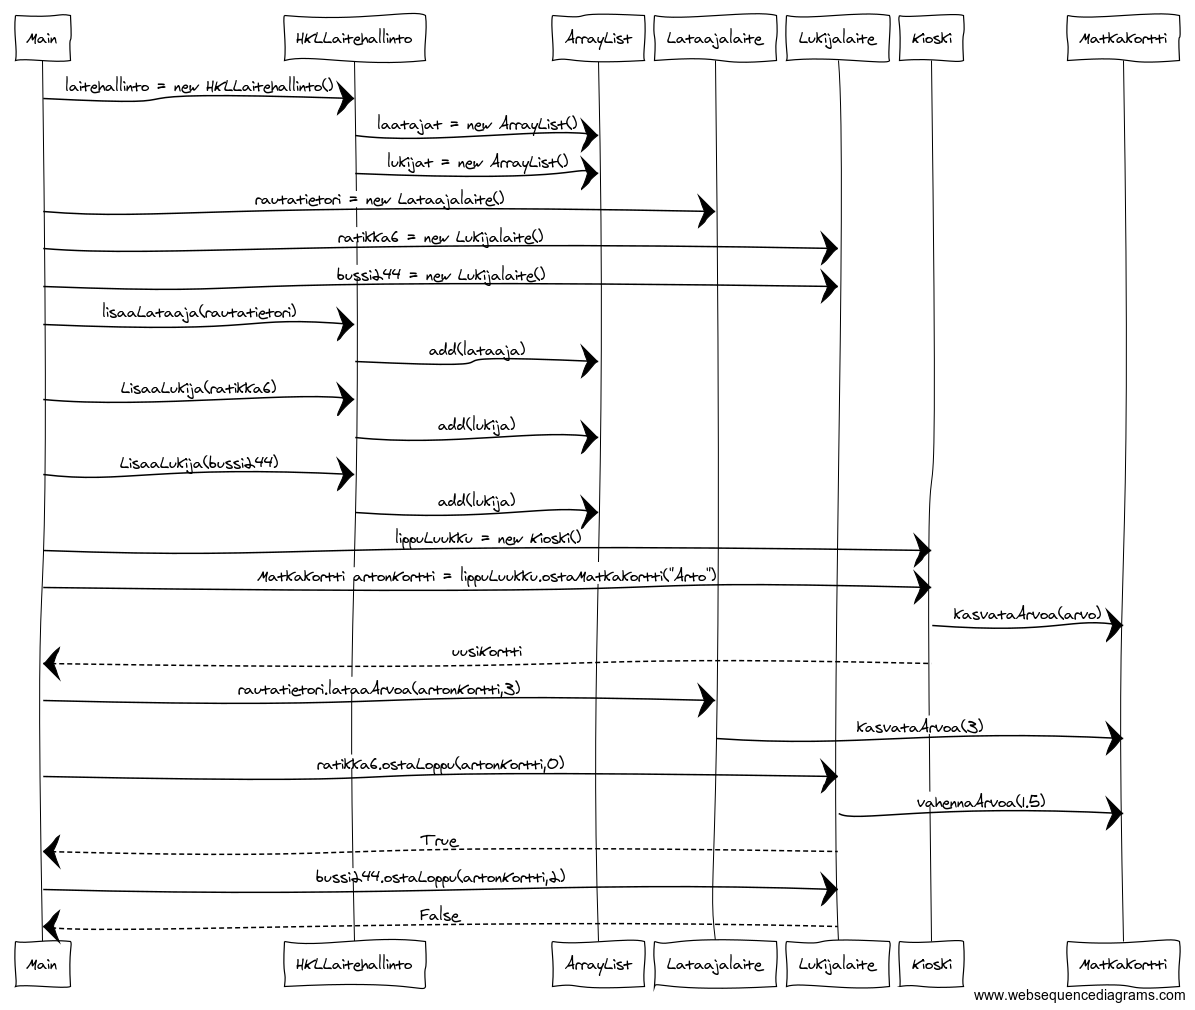 Main HKLLaitehallinto ArrayList Lataajalaite Lukijalaite Kioski Matkakortti
laitehallinto = new HKLLaitehallinto()
laatajat = new ArrayList()
lukijat = new ArrayList()
rautatietori = new Lataajalaite()
ratikka6 = new Lukijalaite()
bussi244 = new Lukijalaite()
lisaaLataaja(rautatietori)
add(lataaja)
LisaaLukija(ratikka6)
add(lukija)
LisaaLukija(bussi244)
add(lukija)
lippuLuukku = new Kioski()
Matkakortti artonKortti = lippuLuukku.ostaMatkakortti("Arto")
kasvataArvoa(arvo)
uusiKortti
rautatietori.lataaArvoa(artonKortti,3)
kasvataArvoa(3)
ratikka6.ostaLoppu(artonKortti,0)
vahennaArvoa(1.5)
True
bussi244.ostaLoppu(artonKortti,2)
False
Main HKLLaitehallinto ArrayList Lataajalaite Lukijalaite Kioski Matkakortti
www.websequencediagrams.com